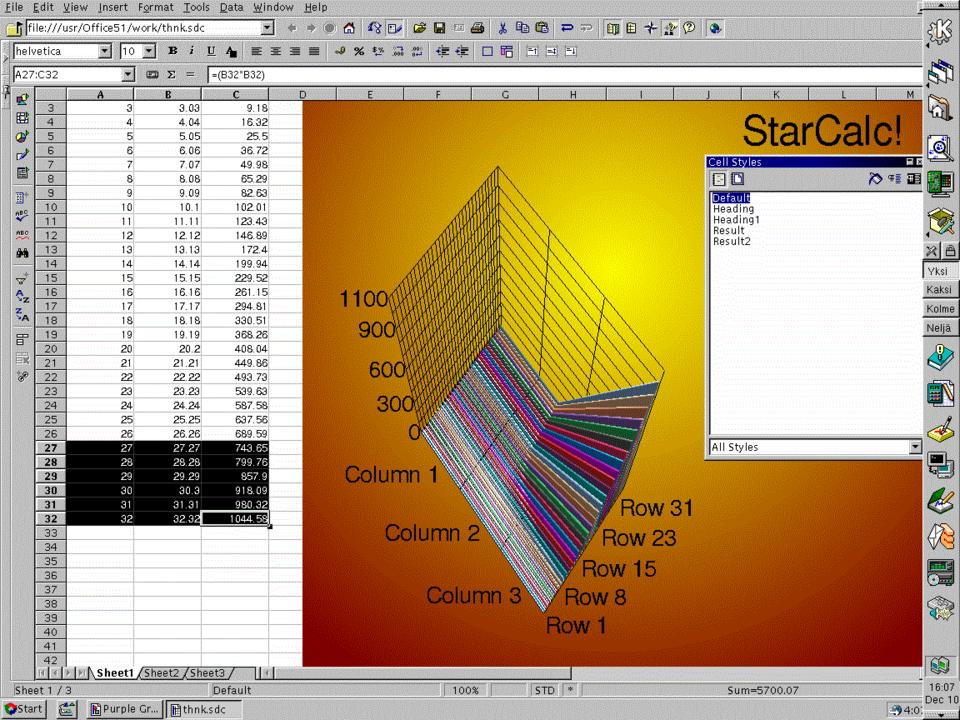 File Edit View Insert Format Tools Data Window Help
file:///usr/Office51/work/thnk.sdc
helvetica 10 B i U A
A27:C32 Σ = =(B32*B32)
A B C D E F G H I J K L M
3 3 3.03 9.18
4 4 4.04 16.32
5 5 5.05 25.5
6 6 6.06 36.72
7 7 7.07 49.98
8 8 8.08 65.29
9 9 9.09 82.63
10 10 10.1 102.01
11 11 11.11 123.43
12 12 12.12 146.89
13 13 13.13 172.4
14 14 14.14 199.94
15 15 15.15 229.52
16 16 16.16 261.15
17 17 17.17 294.81
18 18 18.18 330.51
19 19 19.19 368.26
20 20 20.2 408.04
21 21 21.21 449.86
22 22 22.22 493.73
23 23 23.23 539.63
24 24 24.24 587.58
25 25 25.25 637.56
26 26 26.26 689.59
27 27 27.27 743.65
28 28 28.28 799.76
29 29 29.29 857.9
30 30 30.3 918.09
31 31 31.31 980.32
32 32 32.32 1044.58
33
34
35
36
37
38
39
40
41
42
StarCalc!
1100
900
600
300
0
Column 1
Column 2
Column 3
Row 31
Row 23
Row 15
Row 8
Row 1
Cell Styles
Default
Heading
Heading1
Result
Result2
All Styles
Yksi
Kaksi
Kolme
Neljä
Sheet1 Sheet2 Sheet3
Sheet 1 / 3 Default 100% STD * Sum=5700.07
Start Purple Gr... thnk.sdc
16:07
Dec 10